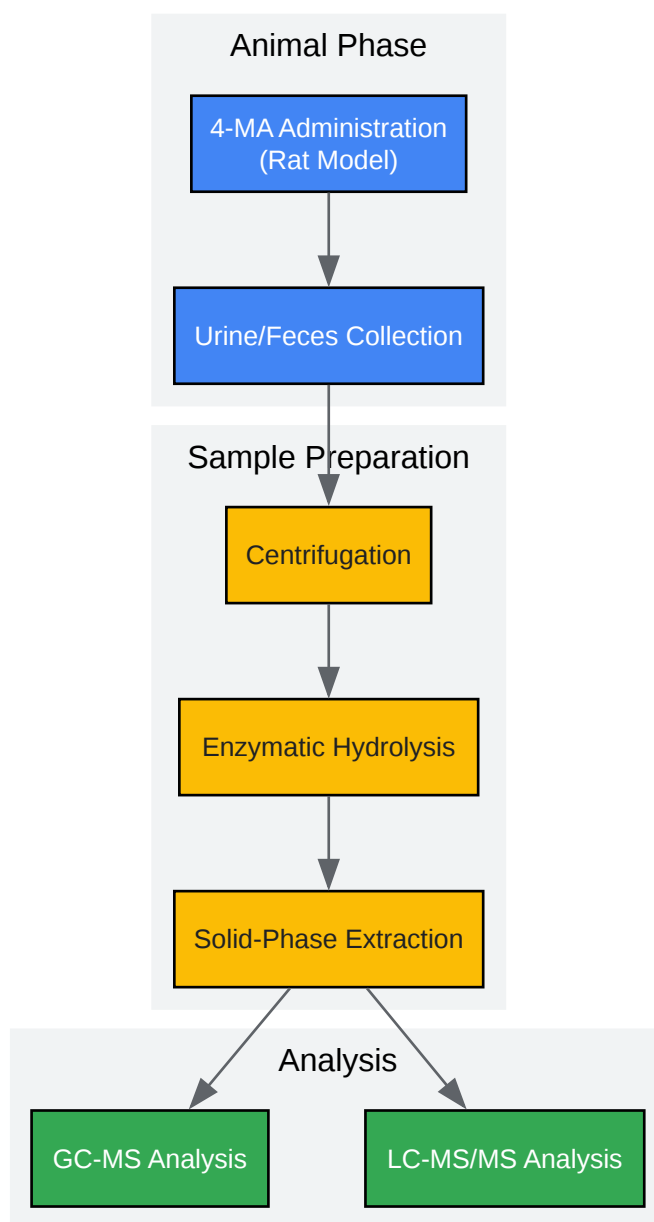 Animal Phase
4-MA Administration
(Rat Model)
Urine/Feces Collection
Sample Preparation
Centrifugation
Enzymatic Hydrolysis
Solid-Phase Extraction
Analysis
GC-MS Analysis
LC-MS/MS Analysis